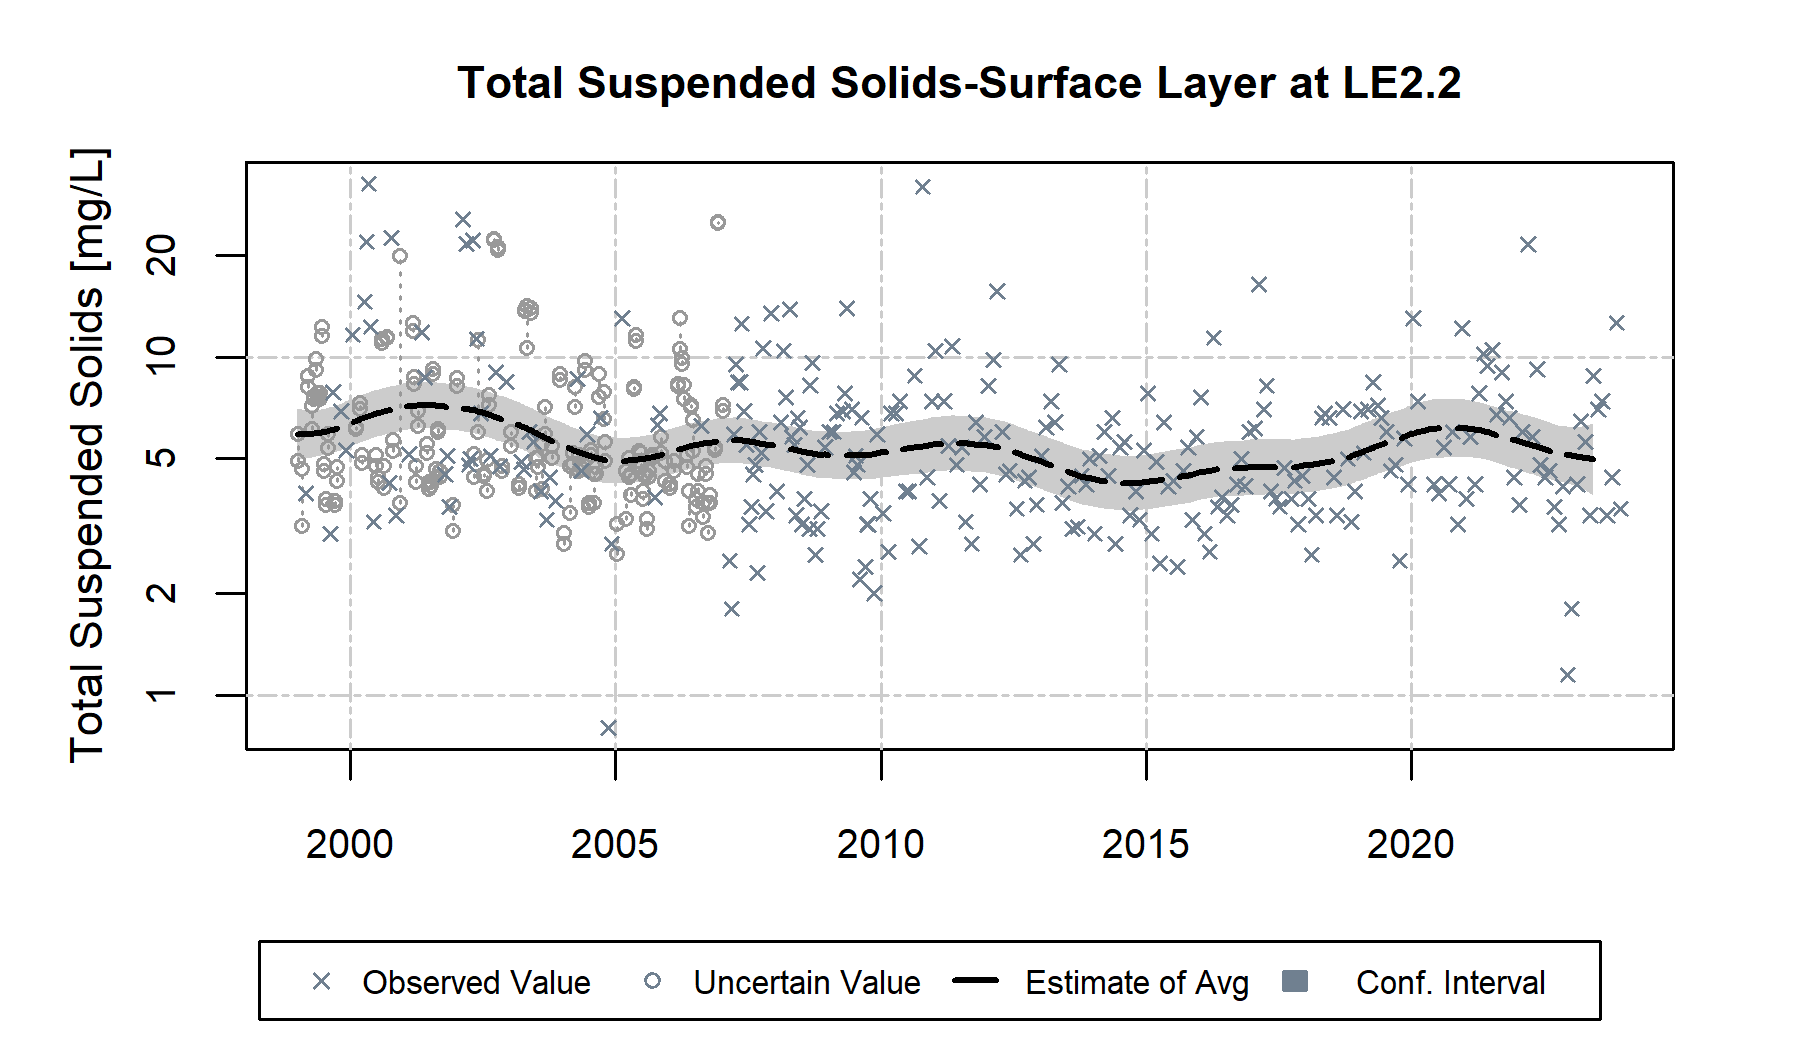 Total Suspended Solids-Surface Layer at LE2.2
Total Suspended Solids [mg/L]
20
10
5
2
1
2000 2005 2010 2015 2020
Observed Value Uncertain Value Estimate of Avg Conf. Interval